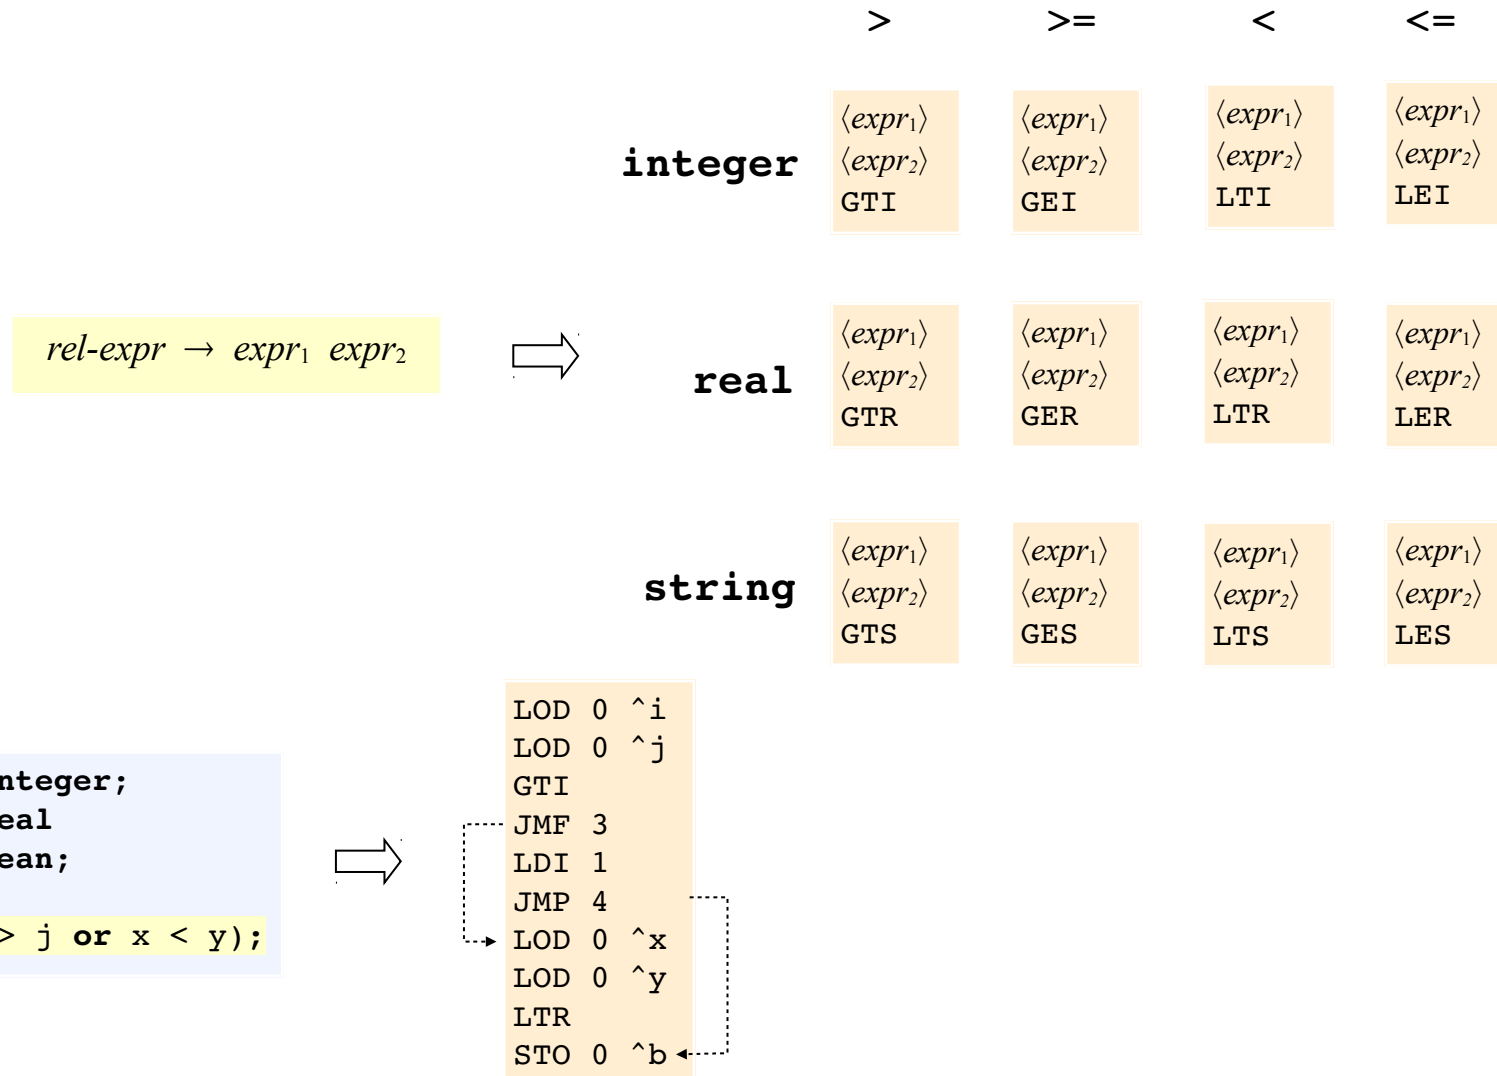 > >= < <=
⟨expr₁⟩ ⟨expr₁⟩ ⟨expr₁⟩ ⟨expr₁⟩
integer ⟨expr₂⟩ ⟨expr₂⟩ ⟨expr₂⟩ ⟨expr₂⟩
GTI GEI LTI LEI
⟨expr₁⟩ ⟨expr₁⟩ ⟨expr₁⟩ ⟨expr₁⟩
rel-expr → expr₁ expr₂
real ⟨expr₂⟩ ⟨expr₂⟩ ⟨expr₂⟩ ⟨expr₂⟩
GTR GER LTR LER
⟨expr₁⟩ ⟨expr₁⟩ ⟨expr₁⟩ ⟨expr₁⟩
string ⟨expr₂⟩ ⟨expr₂⟩ ⟨expr₂⟩ ⟨expr₂⟩
GTS GES LTS LES
nteger;
eal
ean;
> j or x < y);
LOD 0 ^i
LOD 0 ^j
GTI
JMF 3
LDI 1
JMP 4
LOD 0 ^x
LOD 0 ^y
LTR
STO 0 ^b